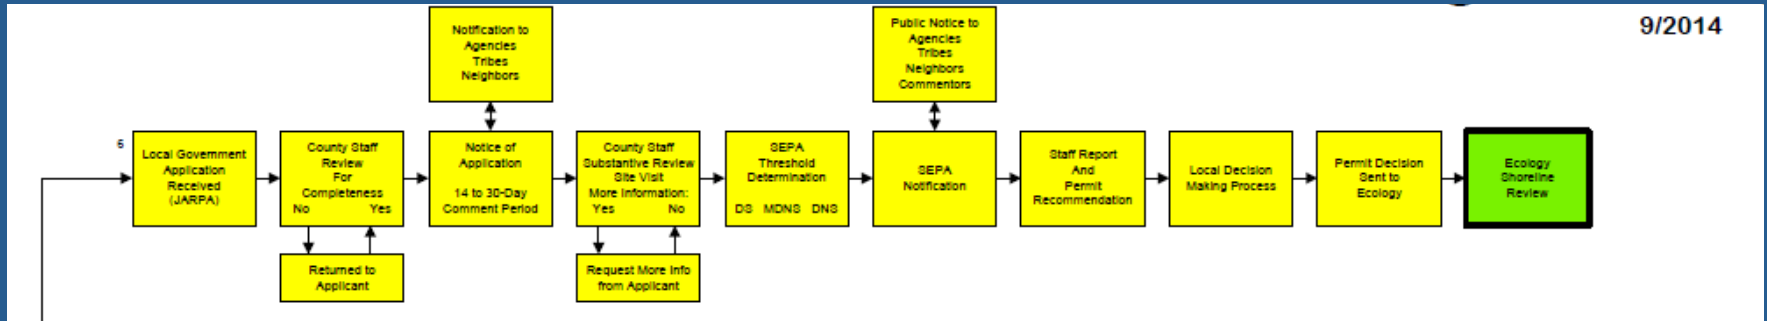 9/2014
Notification to
Agencies
Tribes
Neighbors
Public Notice to
Agencies
Tribes
Neighbors
Commentors
5
Local Government
Application
Received
(JARPA)
County Staff
Review
For
Completeness
No Yes
Notice of
Application
14 to 30-Day
Comment Period
County Staff
Substantive Review
Site Visit
More Information:
Yes No
SEPA
Threshold
Determination
DS MDNS DNS
SEPA
Notification
Staff Report
And
Permit
Recommendation
Local Decision
Making Process
Permit Decision
Sent to
Ecology
Ecology
Shoreline
Review
Returned to
Applicant
Request More Info
from Applicant